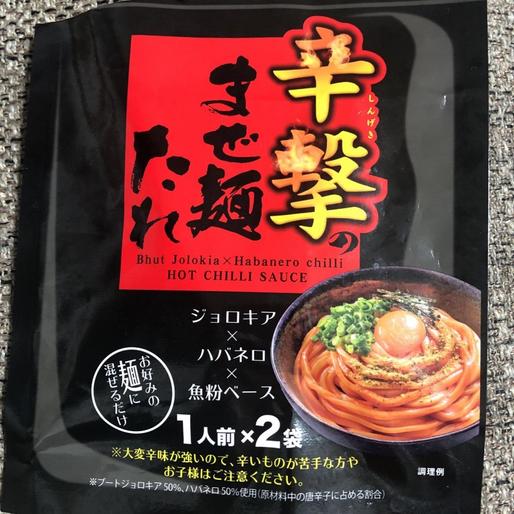 辛撃の
しんげき
まぜ麺
たれ
Bhut Jolokia×Habanero chilli
HOT CHILLI SAUCE
ジョロキア
×
ハバネロ
×
魚粉ベース
お好みの
麺に
混ぜるだけ
1人前×2袋
※大変辛味が強いので、辛いものが苦手な方や
お子様はご注意ください。
※ブートジョロキア50%、ハバネロ50%使用(原材料中の唐辛子に占める割合)
調理例